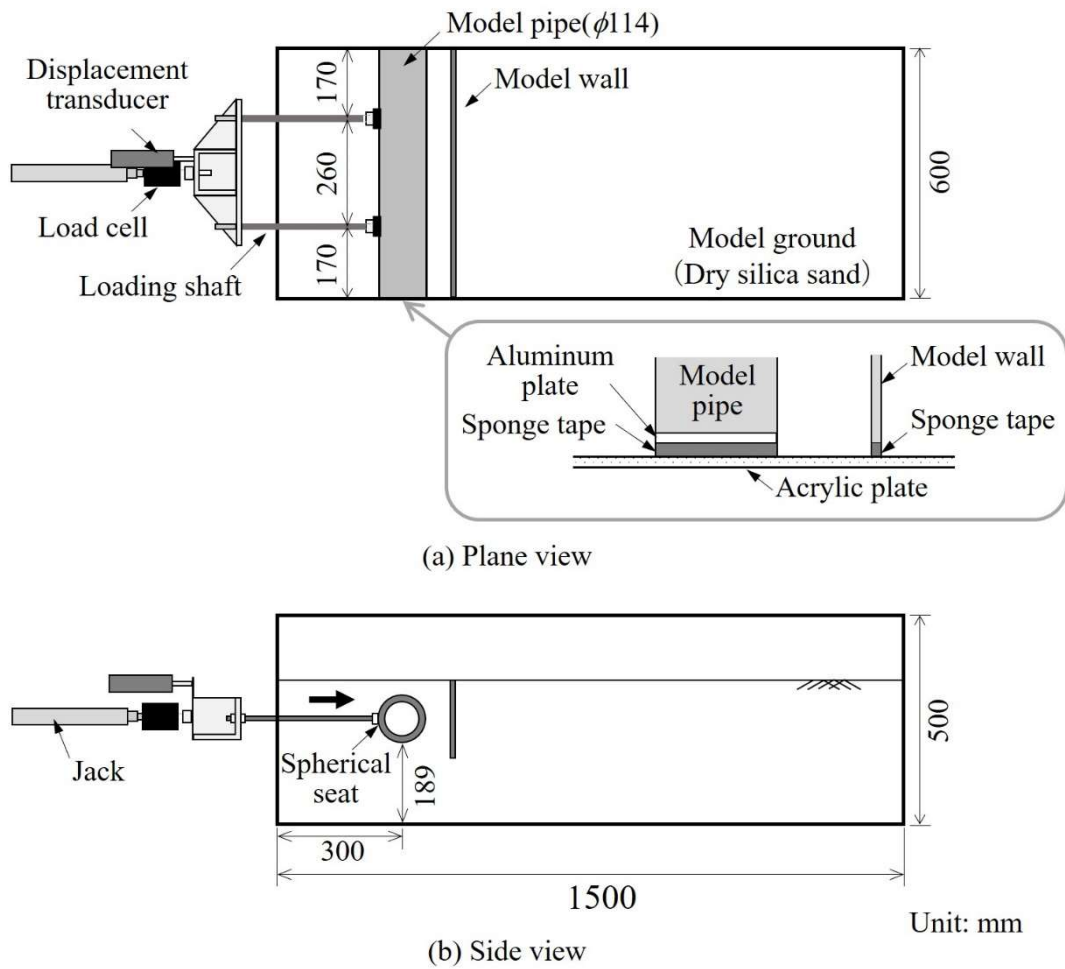 Model pipe(ϕ114)
Displacement
transducer
Model wall
170
260
170
600
Load cell
Loading shaft
Model ground
(Dry silica sand)
Aluminum
plate
Sponge tape
Model
pipe
Model wall
Sponge tape
Acrylic plate
(a) Plane view
Jack
Spherical
seat
189
500
300
1500
Unit: mm
(b) Side view